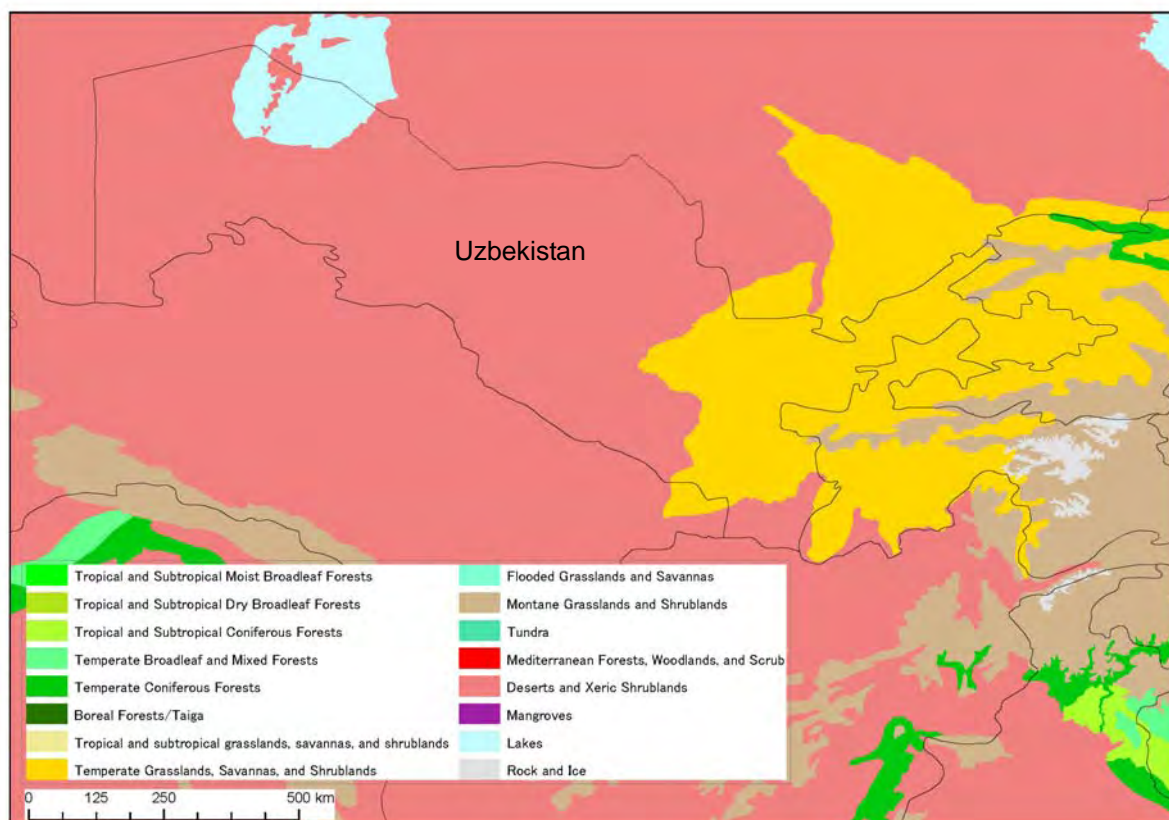 Uzbekistan
Tropical and Subtropical Moist Broadleaf Forests
Tropical and Subtropical Dry Broadleaf Forests
Tropical and Subtropical Coniferous Forests
Temperate Broadleaf and Mixed Forests
Temperate Coniferous Forests
Boreal Forests/Taiga
Tropical and subtropical grasslands, savannas, and shrublands
Temperate Grasslands, Savannas, and Shrublands
Flooded Grasslands and Savannas
Montane Grasslands and Shrublands
Tundra
Mediterranean Forests, Woodlands, and Scrub
Deserts and Xeric Shrublands
Mangroves
Lakes
Rock and Ice
0 125 250 500 km